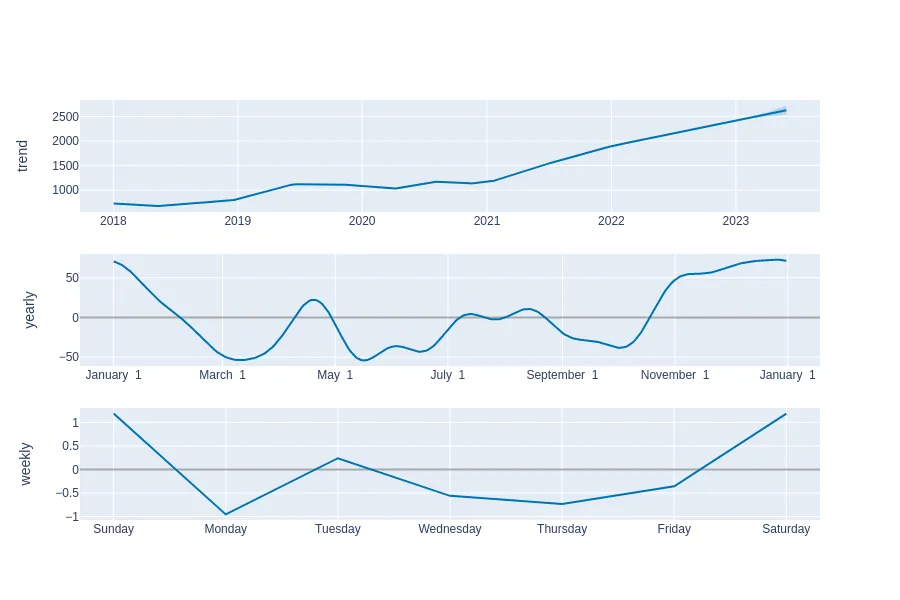 trend
2500
2000
1500
1000
2018 2019 2020 2021 2022 2023
yearly
50
0
−50
January 1 March 1 May 1 July 1 September 1 November 1 January 1
weekly
1
0.5
0
−0.5
−1
Sunday Monday Tuesday Wednesday Thursday Friday Saturday